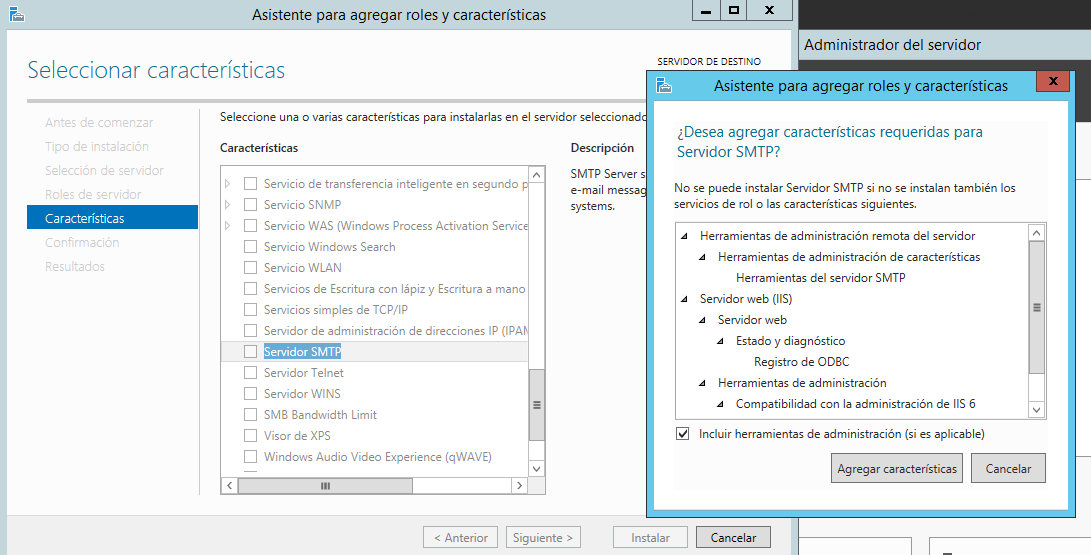 Asistente para agregar roles y características
Administrador del servidor
Seleccionar características
SERVIDOR DE DESTINO
Antes de comenzar
Tipo de instalación
Selección de servidor
Roles de servidor
Características
Confirmación
Resultados
Seleccione una o varias características para instalarlas en el servidor seleccionado
Características
Servicio de transferencia inteligente en segundo p
Servicio SNMP
Servicio WAS (Windows Process Activation Service
Servicio Windows Search
Servicio WLAN
Servicios de Escritura con lápiz y Escritura a mano
Servicios simples de TCP/IP
Servidor de administración de direcciones IP (IPAM
Servidor SMTP
Servidor Telnet
Servidor WINS
SMB Bandwidth Limit
Visor de XPS
Windows Audio Video Experience (qWAVE)
Descripción
SMTP Server s
e-mail messag
systems.
< Anterior
Siguiente >
Instalar
Cancelar
Asistente para agregar roles y características
¿Desea agregar características requeridas para
Servidor SMTP?
No se puede instalar Servidor SMTP si no se instalan también los
servicios de rol o las características siguientes.
Herramientas de administración remota del servidor
Herramientas de administración de características
Herramientas del servidor SMTP
Servidor web (IIS)
Servidor web
Estado y diagnóstico
Registro de ODBC
Herramientas de administración
Compatibilidad con la administración de IIS 6
Incluir herramientas de administración (si es aplicable)
Agregar características
Cancelar